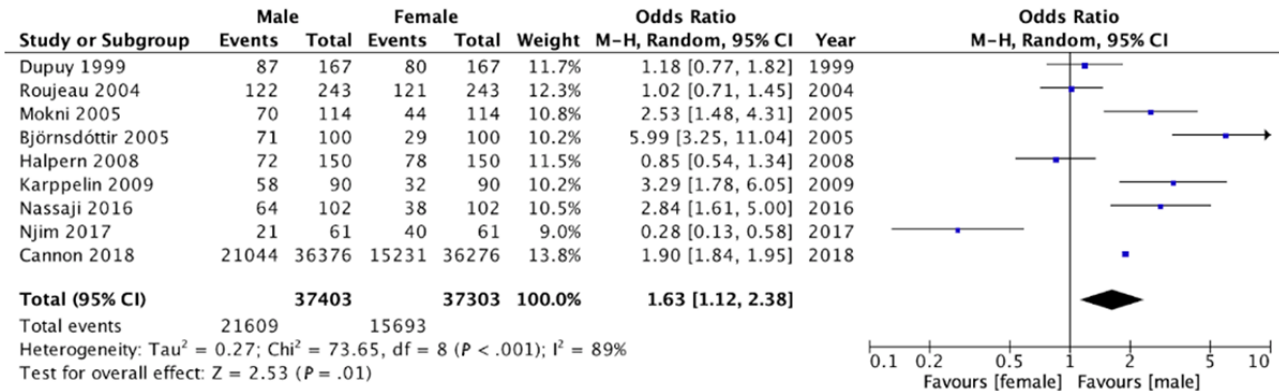 Male Female Odds Ratio Odds Ratio
Study or Subgroup Events Total Events Total Weight M-H, Random, 95% CI Year M-H, Random, 95% CI
Dupuy 1999 87 167 80 167 11.7% 1.18 [0.77, 1.82] 1999
Roujeau 2004 122 243 121 243 12.3% 1.02 [0.71, 1.45] 2004
Mokni 2005 70 114 44 114 10.8% 2.53 [1.48, 4.31] 2005
Björnsdóttir 2005 71 100 29 100 10.2% 5.99 [3.25, 11.04] 2005
Halpern 2008 72 150 78 150 11.5% 0.85 [0.54, 1.34] 2008
Karppelin 2009 58 90 32 90 10.2% 3.29 [1.78, 6.05] 2009
Nassaji 2016 64 102 38 102 10.5% 2.84 [1.61, 5.00] 2016
Njim 2017 21 61 40 61 9.0% 0.28 [0.13, 0.58] 2017
Cannon 2018 21044 36376 15231 36276 13.8% 1.90 [1.84, 1.95] 2018
Total (95% CI) 37403 37303 100.0% 1.63 [1.12, 2.38]
Total events 21609 15693
Heterogeneity: Tau² = 0.27; Chi² = 73.65, df = 8 (P < .001); I² = 89%
Test for overall effect: Z = 2.53 (P = .01)
0.1 0.2 0.5 1 2 5 10
Favours [female] Favours [male]